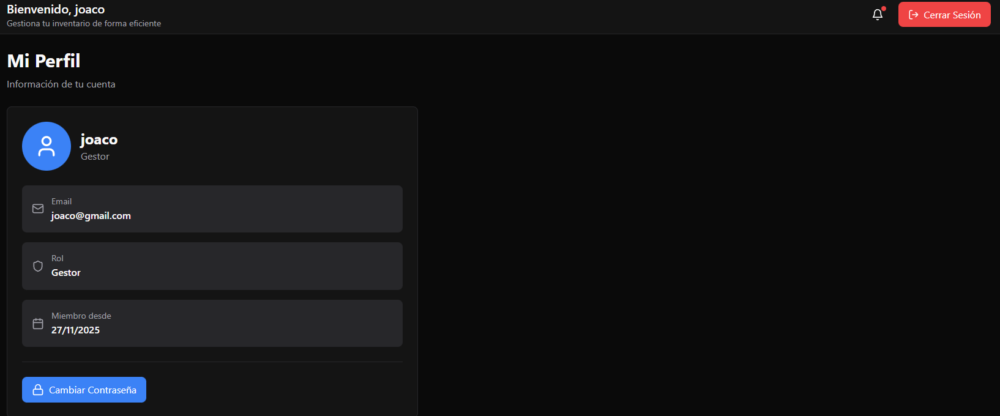 Bienvenido, joaco
Gestiona tu inventario de forma eficiente
Cerrar Sesión
Mi Perfil
Información de tu cuenta
joaco
Gestor
Email
joaco@gmail.com
Rol
Gestor
Miembro desde
27/11/2025
Cambiar Contraseña